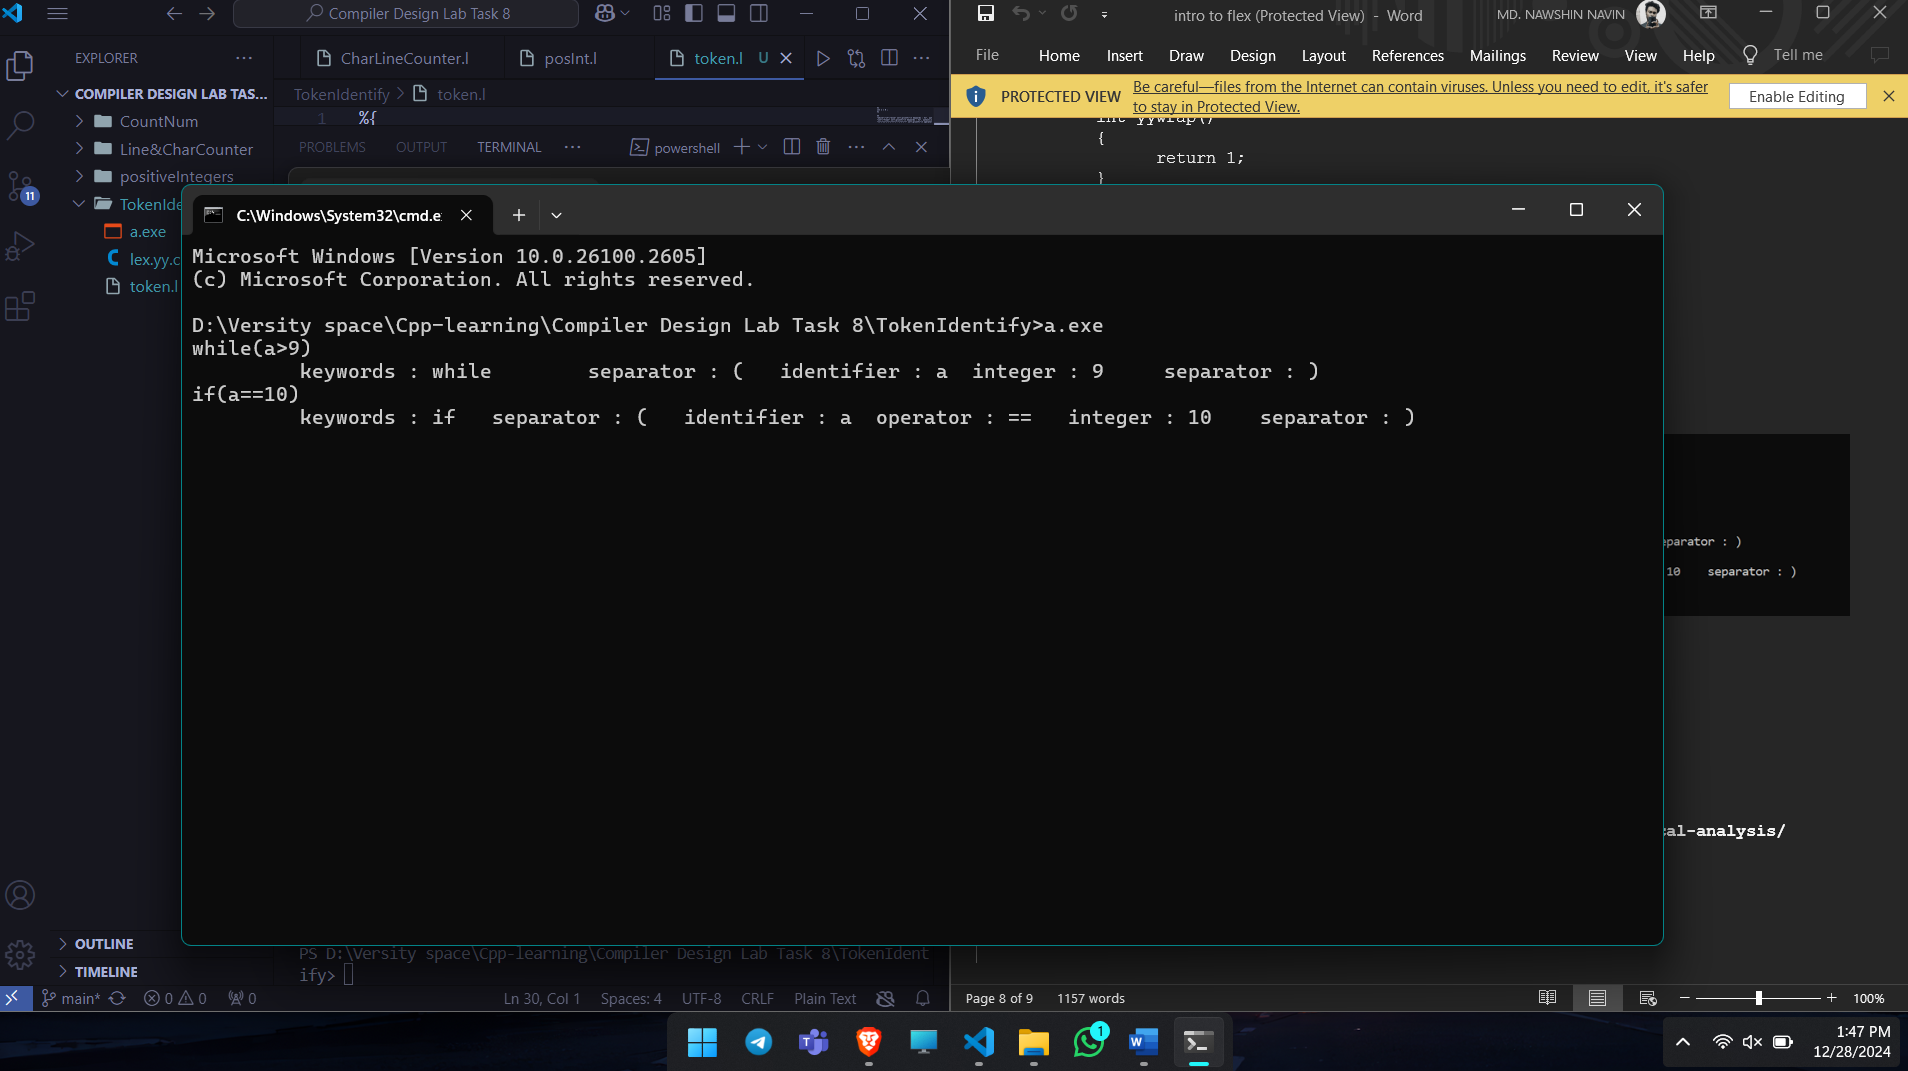 Compiler Design Lab Task 8
EXPLORER
CharLineCounter.l
posInt.l
token.l U
COMPILER DESIGN LAB TAS...
TokenIdentify > token.l
CountNum
Line&CharCounter
positiveIntegers
TokenIde
a.exe
lex.yy.c
token.l
1 %{
PROBLEMS OUTPUT TERMINAL ... powershell
intro to flex (Protected View) - Word
MD. NAWSHIN NAVIN
File Home Insert Draw Design Layout References Mailings Review View Help Tell me
PROTECTED VIEW Be careful—files from the Internet can contain viruses. Unless you need to edit, it's safer
to stay in Protected View.
Enable Editing
int yywrap()
{
return 1;
}
C:\Windows\System32\cmd.e
Microsoft Windows [Version 10.0.26100.2605]
(c) Microsoft Corporation. All rights reserved.
D:\Versity space\Cpp-learning\Compiler Design Lab Task 8\TokenIdentify>a.exe
while(a>9)
keywords : while separator : ( identifier : a integer : 9 separator : )
if(a==10)
keywords : if separator : ( identifier : a operator : == integer : 10 separator : )
eparator : )
10 separator : )
cal-analysis/
OUTLINE
TIMELINE
PS D:\Versity space\Cpp-learning\Compiler Design Lab Task 8\TokenIdent
ify>
11
main* 0 0 0
Ln 30, Col 1 Spaces: 4 UTF-8 CRLF Plain Text
Page 8 of 9 1157 words
100%
1
1:47 PM
12/28/2024